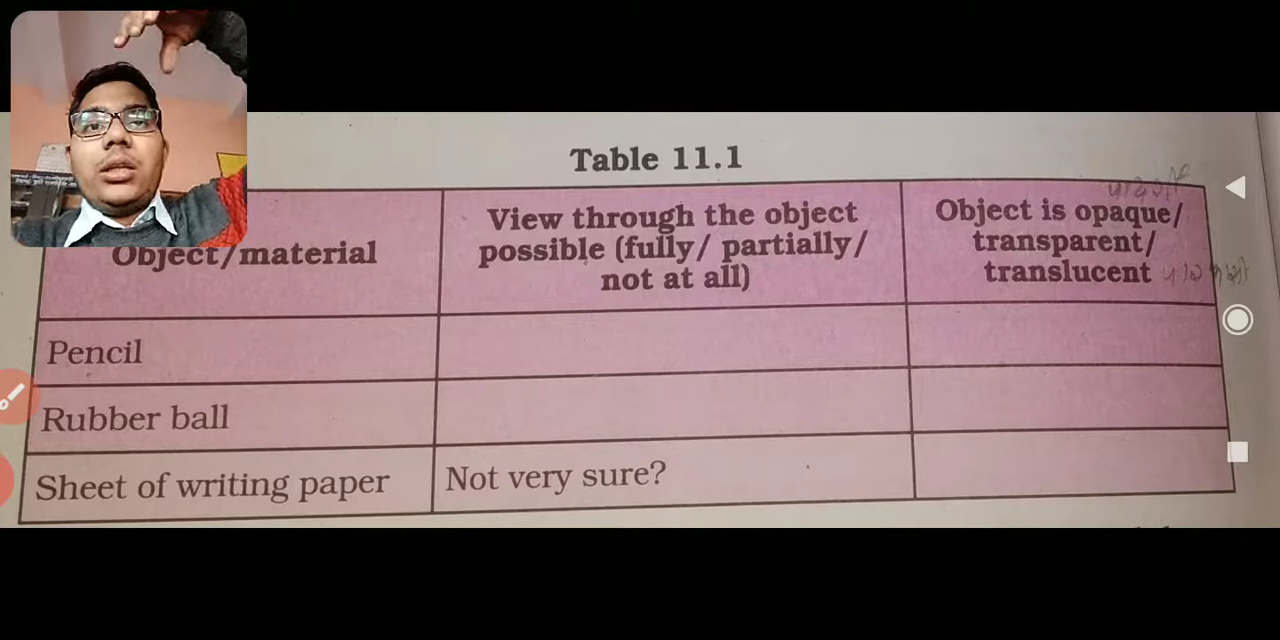 Table 11.1
Object/material
View through the object
possible (fully/ partially/
not at all)
Object is opaque/
transparent/
translucent
Pencil
Rubber ball
Sheet of writing paper
Not very sure?